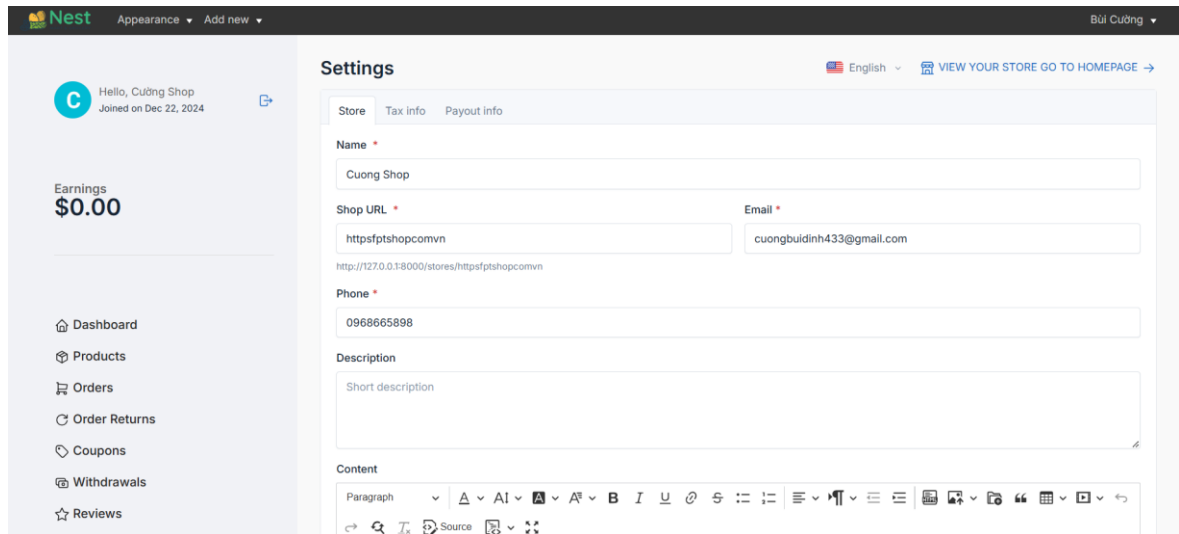 Nest Appearance Add new Bùi Cường
Settings English VIEW YOUR STORE GO TO HOMEPAGE →
C Hello, Cường Shop
Joined on Dec 22, 2024
Store Tax info Payout info
Name *
Cuong Shop
Earnings
$0.00
Shop URL * Email *
httpsfptshopcomvn cuongbuidinh433@gmail.com
http://127.0.0.1:8000/stores/httpsfptshopcomvn
Phone *
0968665898
Dashboard
Products
Orders
Order Returns
Coupons
Withdrawals
Reviews
Description
Short description
Content
Paragraph A AI A A B I U S
Source